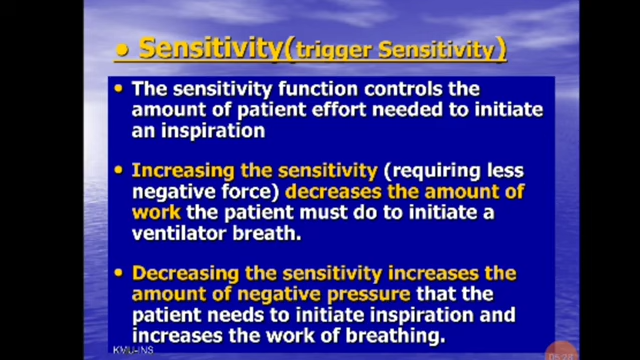 ● Sensitivity(trigger Sensitivity)
• The sensitivity function controls the
amount of patient effort needed to initiate
an inspiration
• Increasing the sensitivity (requiring less
negative force) decreases the amount of
work the patient must do to initiate a
ventilator breath.
• Decreasing the sensitivity increases the
amount of negative pressure that the
patient needs to initiate inspiration and
increases the work of breathing.
KMU-INS